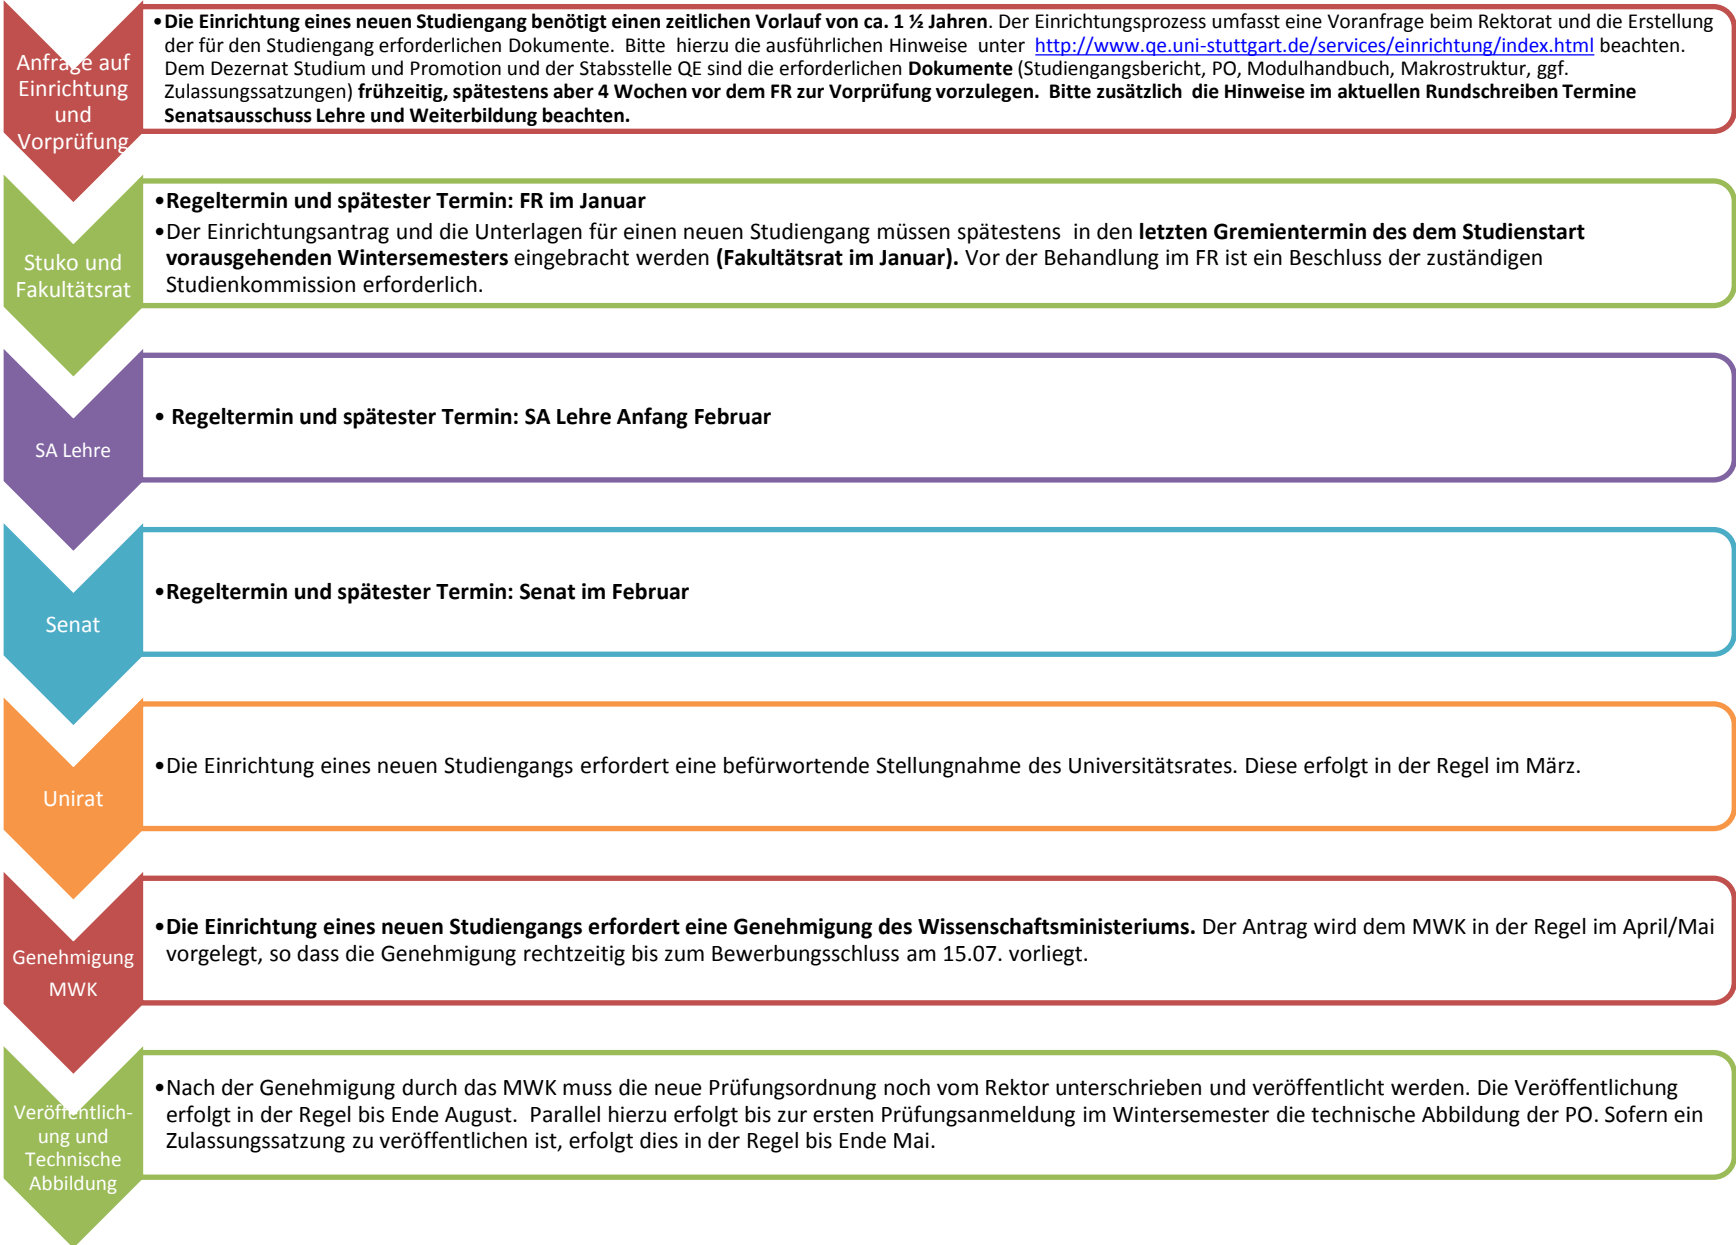 Anfrage auf
Einrichtung
und
Vorprüfung
•Die Einrichtung eines neuen Studiengang benötigt einen zeitlichen Vorlauf von ca. 1 ½ Jahren. Der Einrichtungsprozess umfasst eine Voranfrage beim Rektorat und die Erstellung
der für den Studiengang erforderlichen Dokumente. Bitte hierzu die ausführlichen Hinweise unter http://www.qe.uni-stuttgart.de/services/einrichtung/index.html beachten.
Dem Dezernat Studium und Promotion und der Stabsstelle QE sind die erforderlichen Dokumente (Studiengangsbericht, PO, Modulhandbuch, Makrostruktur, ggf.
Zulassungssatzungen) frühzeitig, spätestens aber 4 Wochen vor dem FR zur Vorprüfung vorzulegen. Bitte zusätzlich die Hinweise im aktuellen Rundschreiben Termine
Senatsausschuss Lehre und Weiterbildung beachten.
Stuko und
Fakultätsrat
•Regeltermin und spätester Termin: FR im Januar
•Der Einrichtungsantrag und die Unterlagen für einen neuen Studiengang müssen spätestens in den letzten Gremientermin des dem Studienstart
vorausgehenden Wintersemesters eingebracht werden (Fakultätsrat im Januar). Vor der Behandlung im FR ist ein Beschluss der zuständigen
Studienkommission erforderlich.
SA Lehre
• Regeltermin und spätester Termin: SA Lehre Anfang Februar
Senat
•Regeltermin und spätester Termin: Senat im Februar
Unirat
•Die Einrichtung eines neuen Studiengangs erfordert eine befürwortende Stellungnahme des Universitätsrates. Diese erfolgt in der Regel im März.
Genehmigung
MWK
•Die Einrichtung eines neuen Studiengangs erfordert eine Genehmigung des Wissenschaftsministeriums. Der Antrag wird dem MWK in der Regel im April/Mai
vorgelegt, so dass die Genehmigung rechtzeitig bis zum Bewerbungsschluss am 15.07. vorliegt.
Veröffentlich-
ung und
Technische
Abbildung
•Nach der Genehmigung durch das MWK muss die neue Prüfungsordnung noch vom Rektor unterschrieben und veröffentlicht werden. Die Veröffentlichung
erfolgt in der Regel bis Ende August. Parallel hierzu erfolgt bis zur ersten Prüfungsanmeldung im Wintersemester die technische Abbildung der PO. Sofern ein
Zulassungssatzung zu veröffentlichen ist, erfolgt dies in der Regel bis Ende Mai.